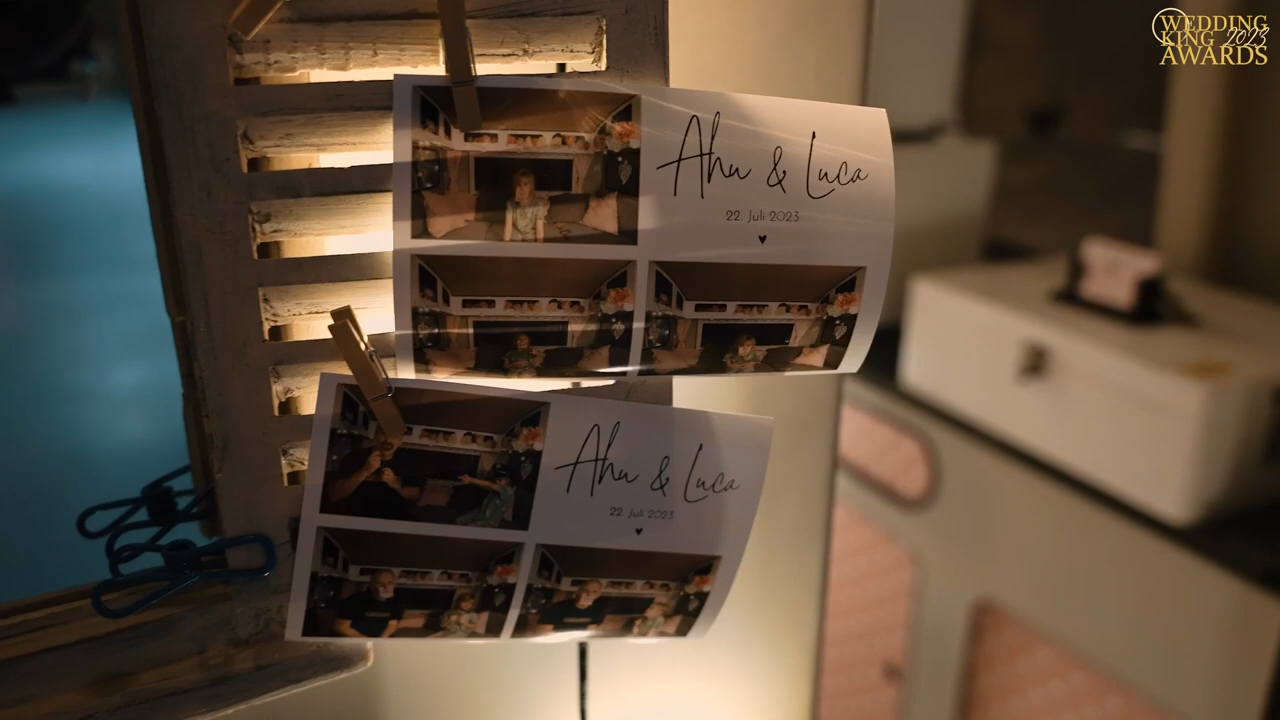 WEDDING
KING 2023
AWARDS
Ahu & Luca
22. Juli 2023
Ahu & Luca
22. Juli 2023